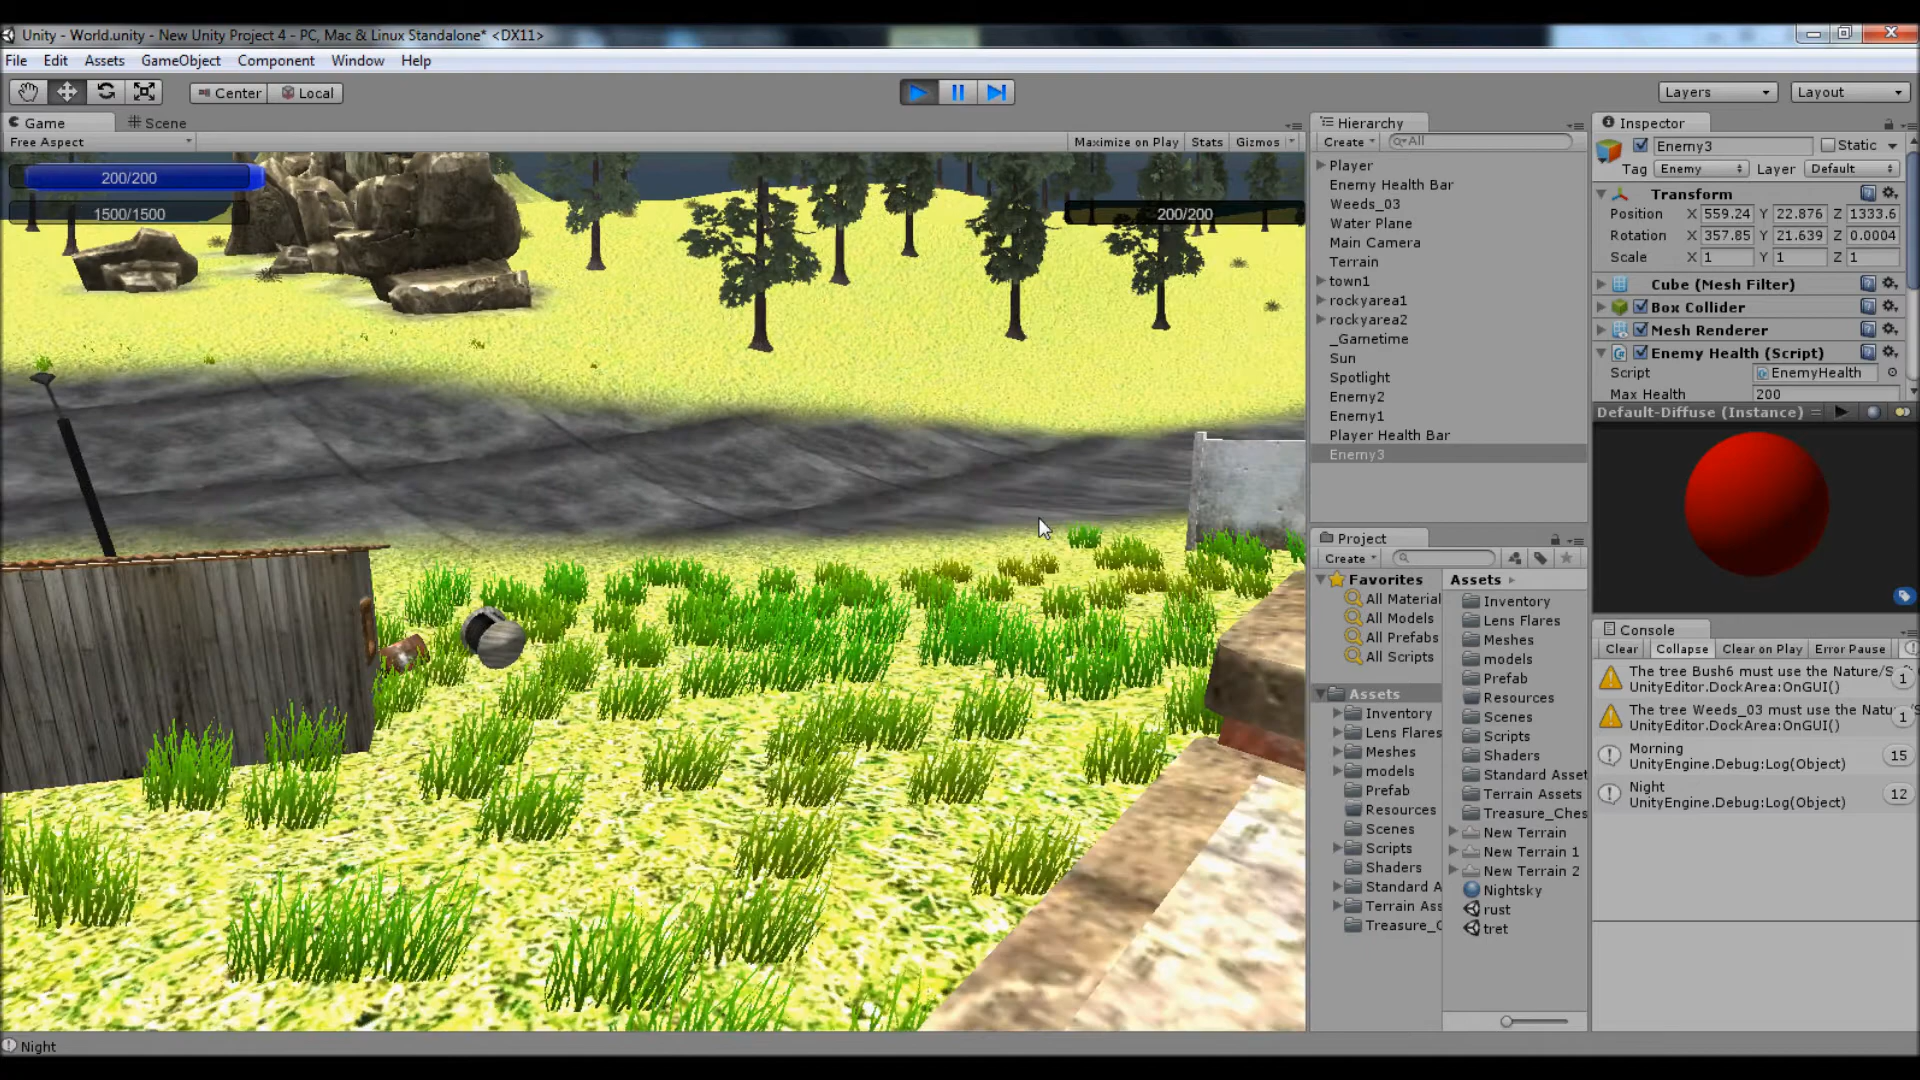 Unity - World.unity - New Unity Project 4 - PC, Mac & Linux Standalone* <DX11>
File Edit Assets GameObject Component Window Help
Center Local
Layers Layout
Game Scene
Free Aspect
Maximize on Play Stats Gizmos
200/200
1500/1500
200/200
Hierarchy
Create All
Player
Enemy Health Bar
Weeds_03
Water Plane
Main Camera
Terrain
town1
rockyarea1
rockyarea2
_Gametime
Sun
Spotlight
Enemy2
Enemy1
Player Health Bar
Enemy3
Inspector
Enemy3 Static
Tag Enemy Layer Default
Transform
Position X 559.24 Y 22.876 Z 1333.6
Rotation X 357.85 Y 21.639 Z 0.0004
Scale X 1 Y 1 Z 1
Cube (Mesh Filter)
Box Collider
Mesh Renderer
Enemy Health (Script)
Script EnemyHealth
Max Health 200
Default-Diffuse (Instance)
Project
Create
Favorites
All Material
All Models
All Prefabs
All Scripts
Assets
Inventory
Lens Flares
Meshes
models
Prefab
Resources
Scenes
Scripts
Shaders
Standard A
Terrain Ass
Treasure_C
Assets
Inventory
Lens Flares
Meshes
models
Prefab
Resources
Scenes
Scripts
Shaders
Standard Asset
Terrain Assets
Treasure_Ches
New Terrain
New Terrain 1
New Terrain 2
Nightsky
rust
tret
Console
Clear Collapse Clear on Play Error Pause
The tree Bush6 must use the Nature/S 1
UnityEditor.DockArea:OnGUI()
The tree Weeds_03 must use the Natu 1
UnityEditor.DockArea:OnGUI()
Morning 15
UnityEngine.Debug:Log(Object)
Night 12
UnityEngine.Debug:Log(Object)
Night